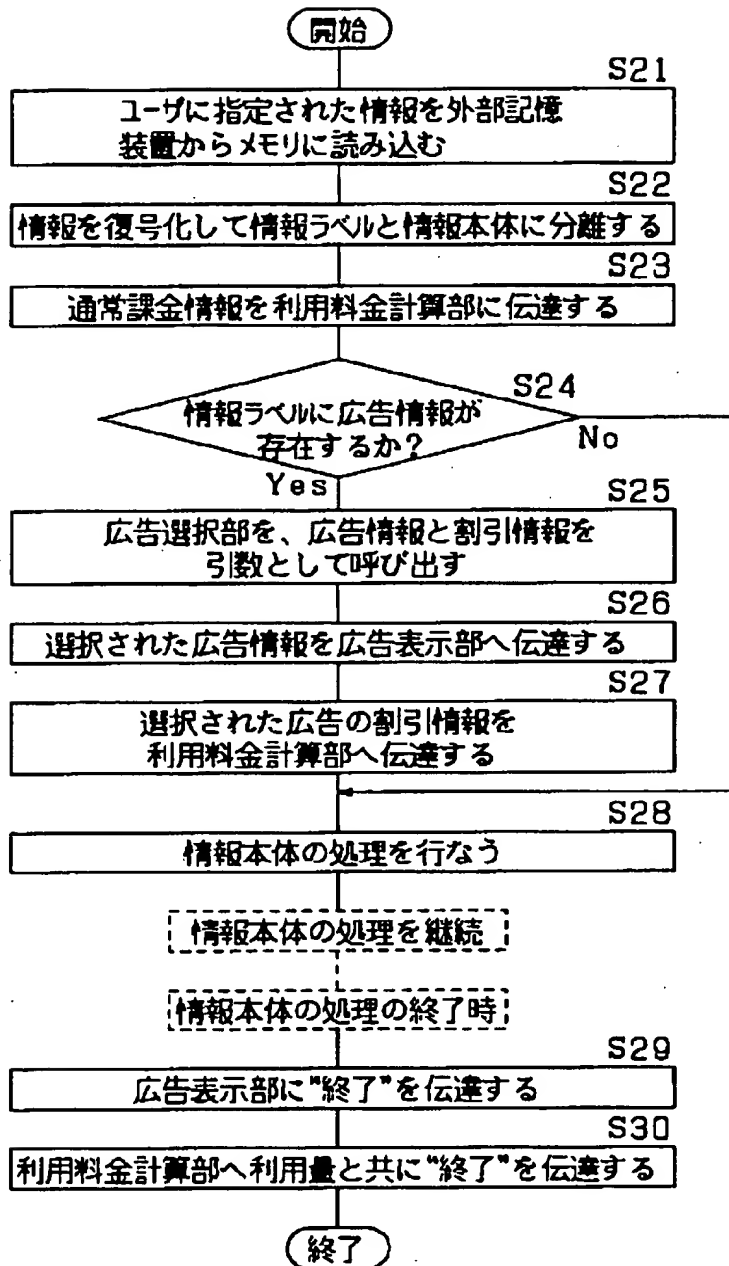 開始
S21
ユーザに指定された情報を外部記憶
装置からメモリに読み込む
S22
情報を復号化して情報ラベルと情報本体に分離する
S23
通常課金情報を利用料金計算部に伝達する
S24
情報ラベルに広告情報が
存在するか?
No
Yes
S25
広告選択部を、広告情報と割引情報を
引数として呼び出す
S26
選択された広告情報を広告表示部へ伝達する
S27
選択された広告の割引情報を
利用料金計算部へ伝達する
S28
情報本体の処理を行なう
情報本体の処理を継続
情報本体の処理の終了時
S29
広告表示部に"終了"を伝達する
S30
利用料金計算部へ利用量と共に"終了"を伝達する
終了